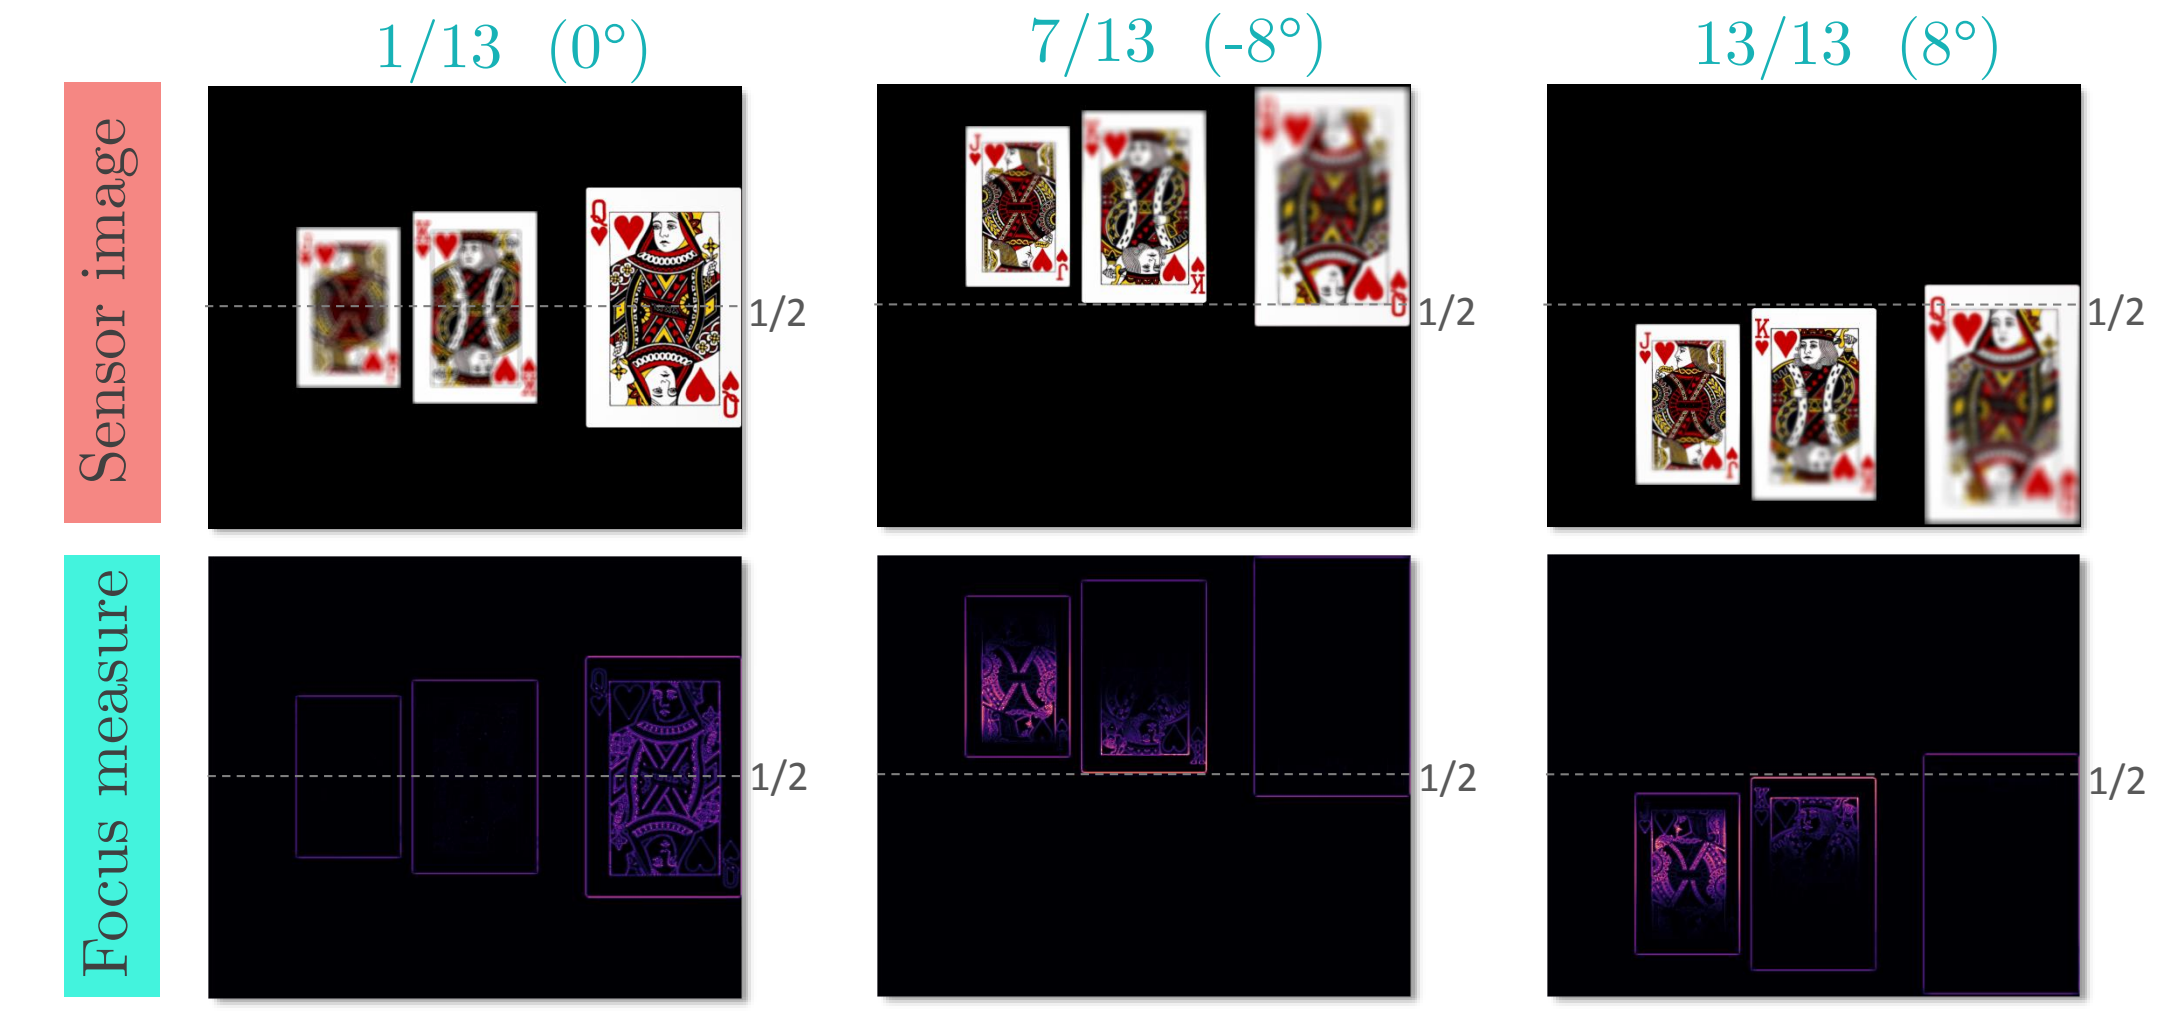 1/13 (0°)
7/13 (-8°)
13/13 (8°)
Sensor image
1/2
1/2
1/2
J
K
K
Q
Q
J
J
K
Q
Q
J
J
K
Q
Focus measure
1/2
1/2
1/2